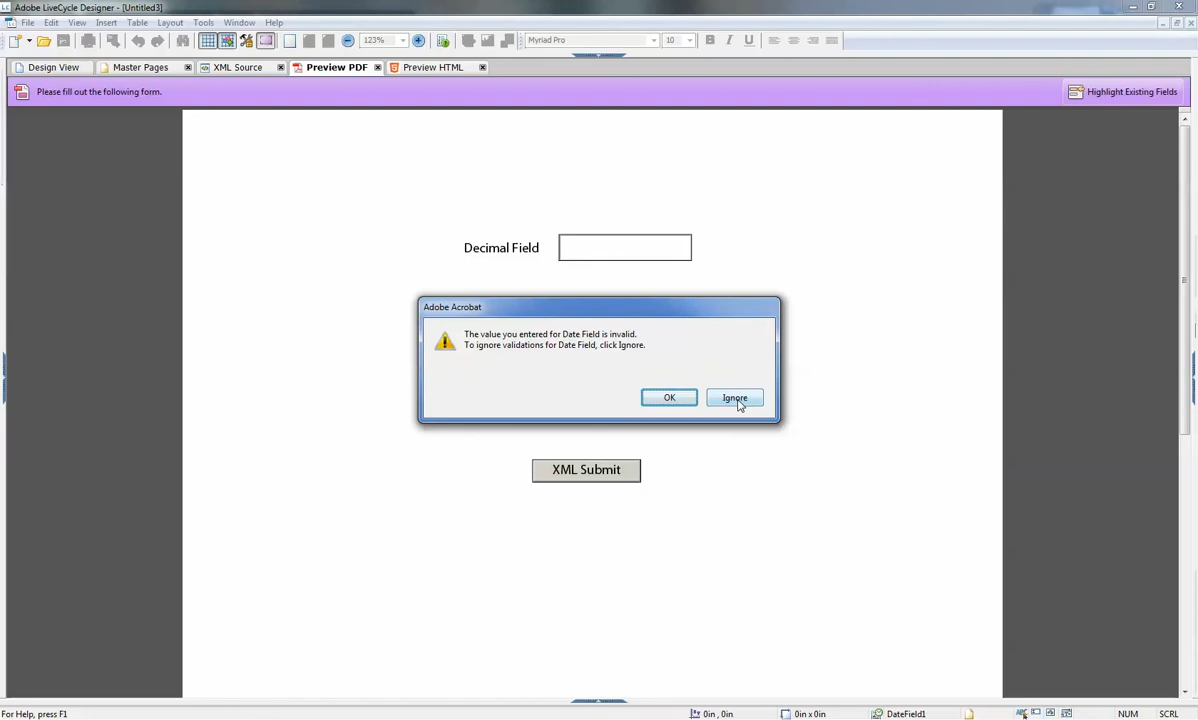 Adobe LiveCycle Designer - [Untitled3]
File Edit View Insert Table Layout Tools Window Help
123% Myriad Pro 10 B I U
Design View Master Pages XML Source Preview PDF Preview HTML
Please fill out the following form. Highlight Existing Fields
Decimal Field
Adobe Acrobat
The value you entered for Date Field is invalid.
To ignore validations for Date Field, click Ignore.
OK Ignore
XML Submit
For Help, press F1 0in , 0in 0in x 0in DateField1 NUM SCRL